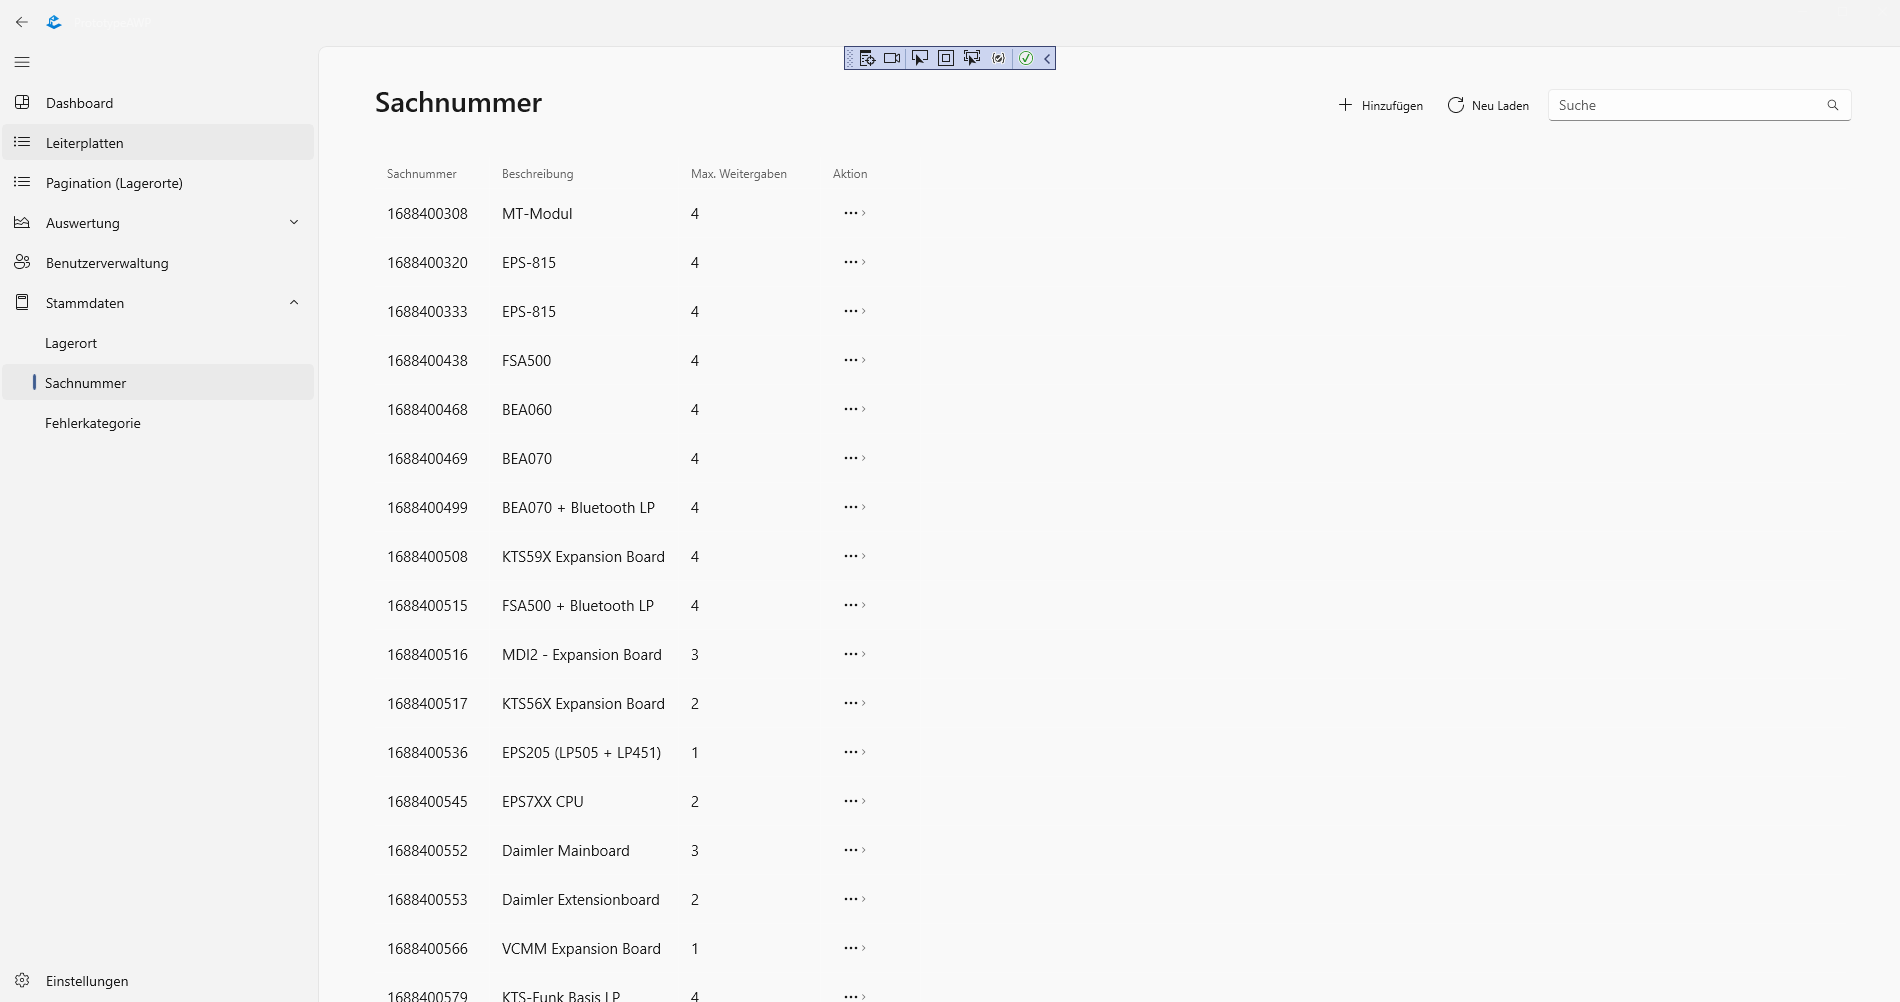 Dashboard
Leiterplatten
Pagination (Lagerorte)
Auswertung
Benutzerverwaltung
Stammdaten
Lagerort
Sachnummer
Fehlerkategorie
Einstellungen
Sachnummer
Hinzufügen Neu Laden Suche
Sachnummer Beschreibung Max. Weitergaben Aktion
1688400308 MT-Modul 4
1688400320 EPS-815 4
1688400333 EPS-815 4
1688400438 FSA500 4
1688400468 BEA060 4
1688400469 BEA070 4
1688400499 BEA070 + Bluetooth LP 4
1688400508 KTS59X Expansion Board 4
1688400515 FSA500 + Bluetooth LP 4
1688400516 MDI2 - Expansion Board 3
1688400517 KTS56X Expansion Board 2
1688400536 EPS205 (LP505 + LP451) 1
1688400545 EPS7XX CPU 2
1688400552 Daimler Mainboard 3
1688400553 Daimler Extensionboard 2
1688400566 VCMM Expansion Board 1
1688400579 KTS-Funk Basis LP 4